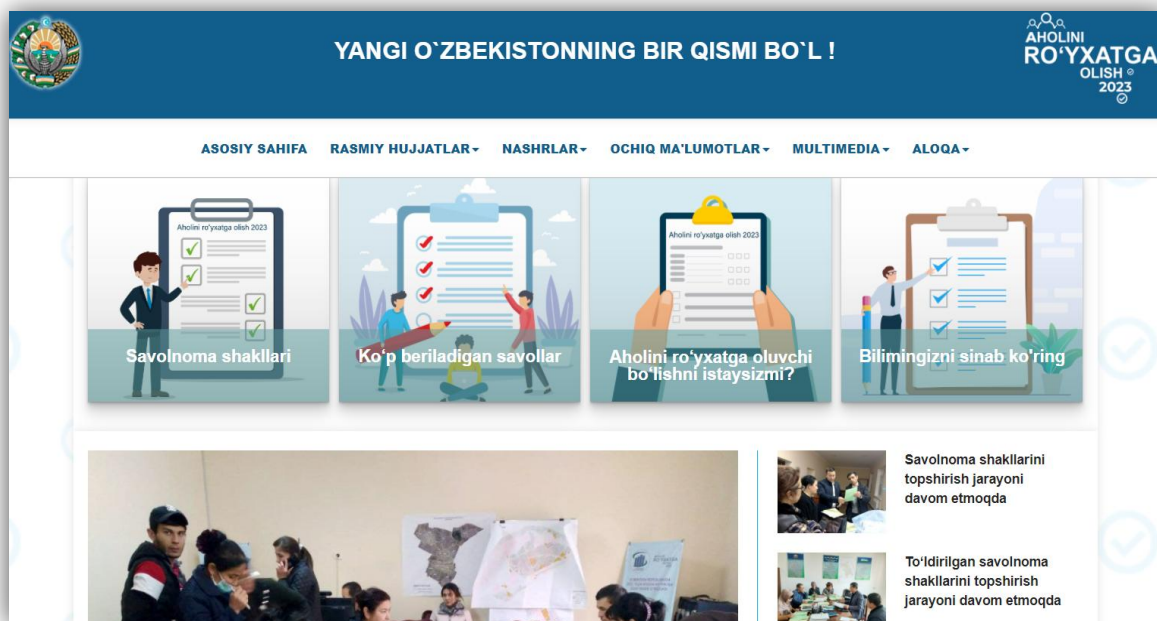 YANGI O`ZBEKISTONNING BIR QISMI BO`L !
AHOLINI
RO'YXATGA
OLISH
2023
ASOSIY SAHIFA RASMIY HUJJATLAR NASHRLAR OCHIQ MA'LUMOTLAR MULTIMEDIA ALOQA
Aholini ro'yxatga olish 2023
Savolnoma shakllari
Ko'p beriladigan savollar
Aholini ro'yxatga olish 2023
Aholini ro'yxatga oluvchi
bo'lishni istaysizmi?
Bilimingizni sinab ko'ring
Savolnoma shakllarini
topshirish jarayoni
davom etmoqda
To'ldirilgan savolnoma
shakllarini topshirish
jarayoni davom etmoqda